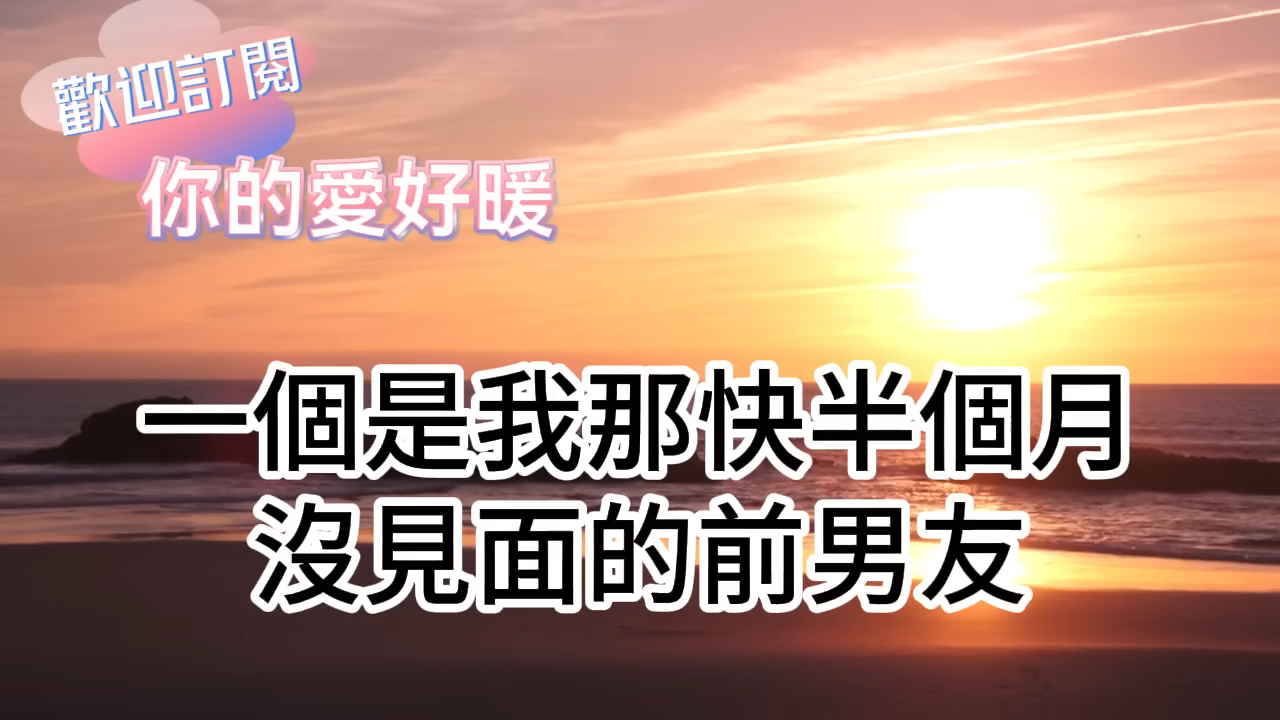 歡迎訂閱
你的愛好暖
一個是我那快半個月
沒見面的前男友